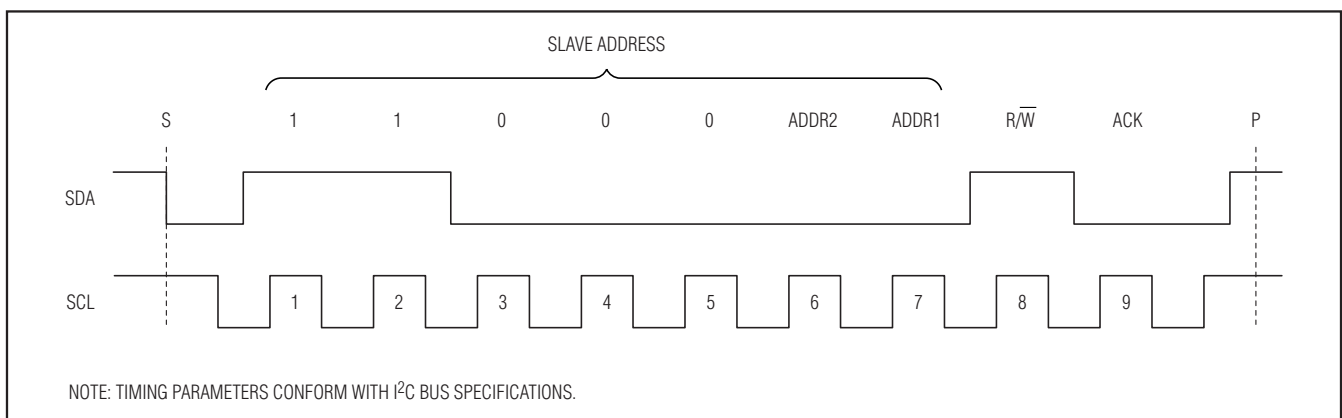 SLAVE ADDRESS
S 1 1 0 0 0 ADDR2 ADDR1 R/W̅ ACK P
SDA
SCL 1 2 3 4 5 6 7 8 9
NOTE: TIMING PARAMETERS CONFORM WITH I²C BUS SPECIFICATIONS.